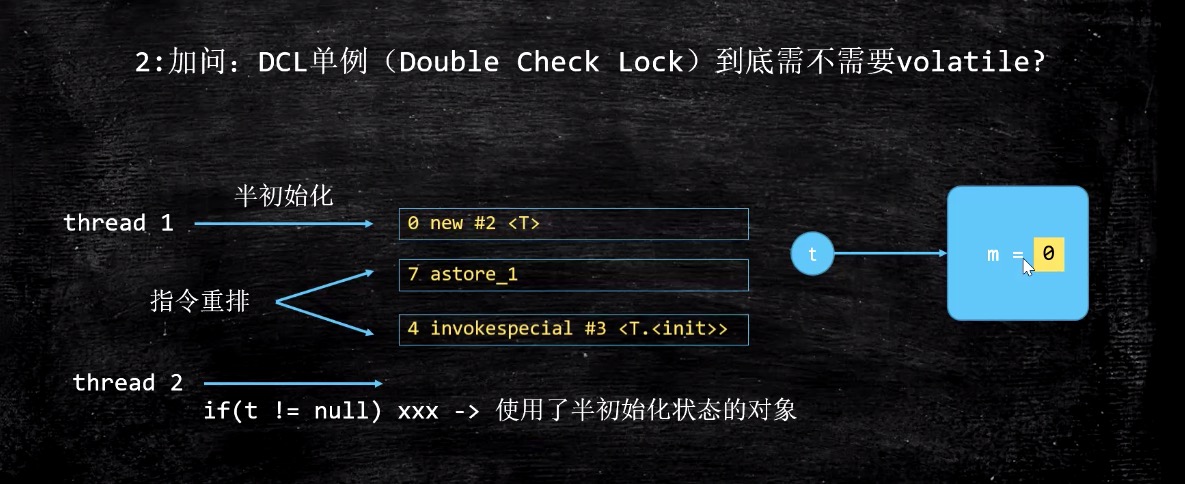 2:加问：DCL单例（Double Check Lock）到底需不需要volatile?
半初始化
thread 1
0 new #2 <T>
7 astore_1
指令重排
4 invokespecial #3 <T.<init>>
t
m = 0
thread 2
if(t != null) xxx -> 使用了半初始化状态的对象